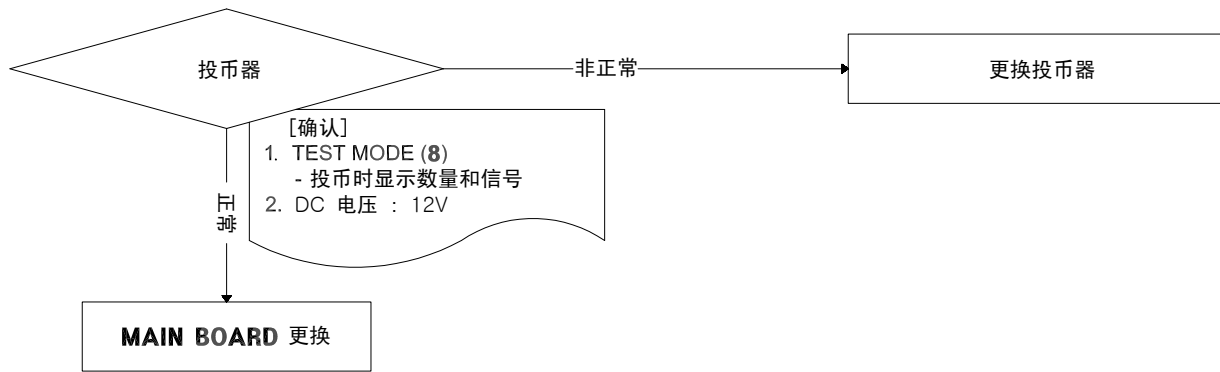 投币器
非正常
更换投币器
[确认]
1. TEST MODE (8)
- 投币时显示数量和信号
2. DC 电压 : 12V
正常
MAIN BOARD 更换